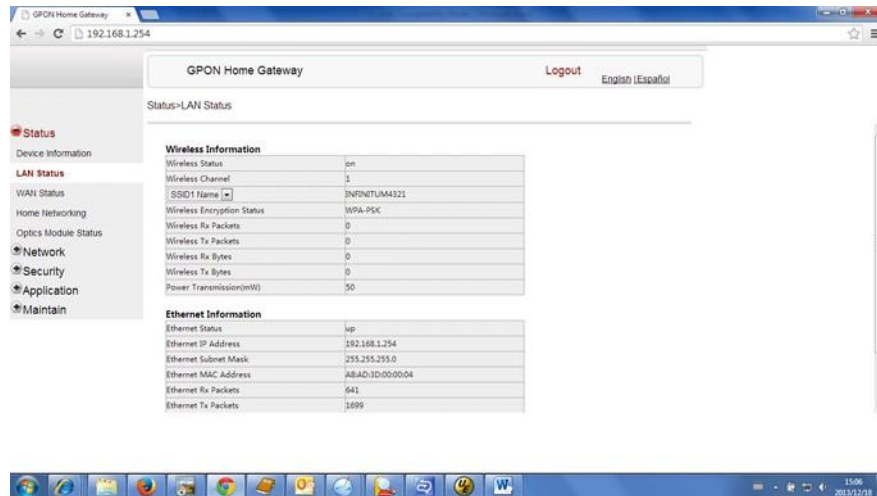 GPON Home Gateway
192.168.1.254
GPON Home Gateway
Logout
English |Español
Status>LAN Status
Status
Device Information
LAN Status
WAN Status
Home Networking
Optics Module Status
Network
Security
Application
Maintain
Wireless Information
Wireless Status on
Wireless Channel 1
SSID1 Name INFINITUM4321
Wireless Encryption Status WPA-PSK
Wireless Rx Packets 0
Wireless Tx Packets 0
Wireless Rx Bytes 0
Wireless Tx Bytes 0
Power Transmission(mW) 50
Ethernet Information
Ethernet Status up
Ethernet IP Address 192.168.1.254
Ethernet Subnet Mask 255.255.255.0
Ethernet MAC Address A8:AD:3D:00:00:04
Ethernet Rx Packets 641
Ethernet Tx Packets 1699
15:06
2013/12/18